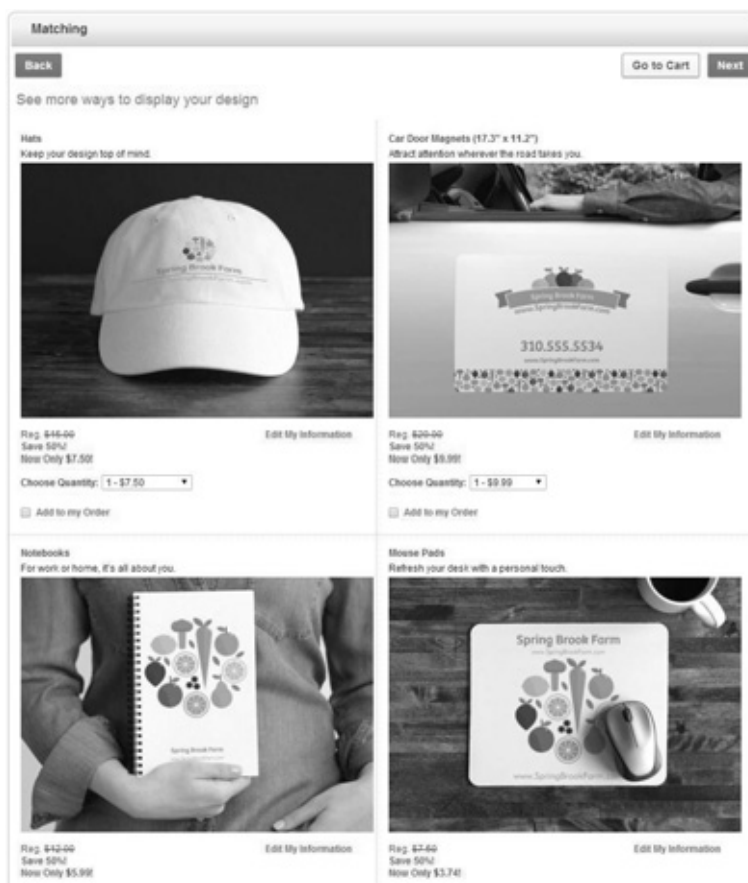 Matching
Back
Go to Cart
Next
See more ways to display your design
Hats
Keep your design top of mind.
Spring Brook Farm
Car Door Magnets (17.3" x 11.2")
Attract attention wherever the road takes you.
Spring Brook Farm
www.SpringBrookFarm.com
310.555.5534
www.SpringBrookFarm.com
Reg. $15.00
Edit My Information
Save 50%!
Now Only $7.50!
Choose Quantity: 1 - $7.50
Add to my Order
Reg. $20.00
Edit My Information
Save 50%!
Now Only $9.99!
Choose Quantity: 1 - $9.99
Add to my Order
Notebooks
For work or home, it's all about you.
Spring Brook Farm
Mouse Pads
Refresh your desk with a personal touch.
Spring Brook Farm
www.SpringBrookFarm.com
www.SpringBrookFarm.com
Reg. $12.00
Edit My Information
Save 50%!
Now Only $5.99!
Reg. $7.50
Edit My Information
Save 50%!
Now Only $3.74!